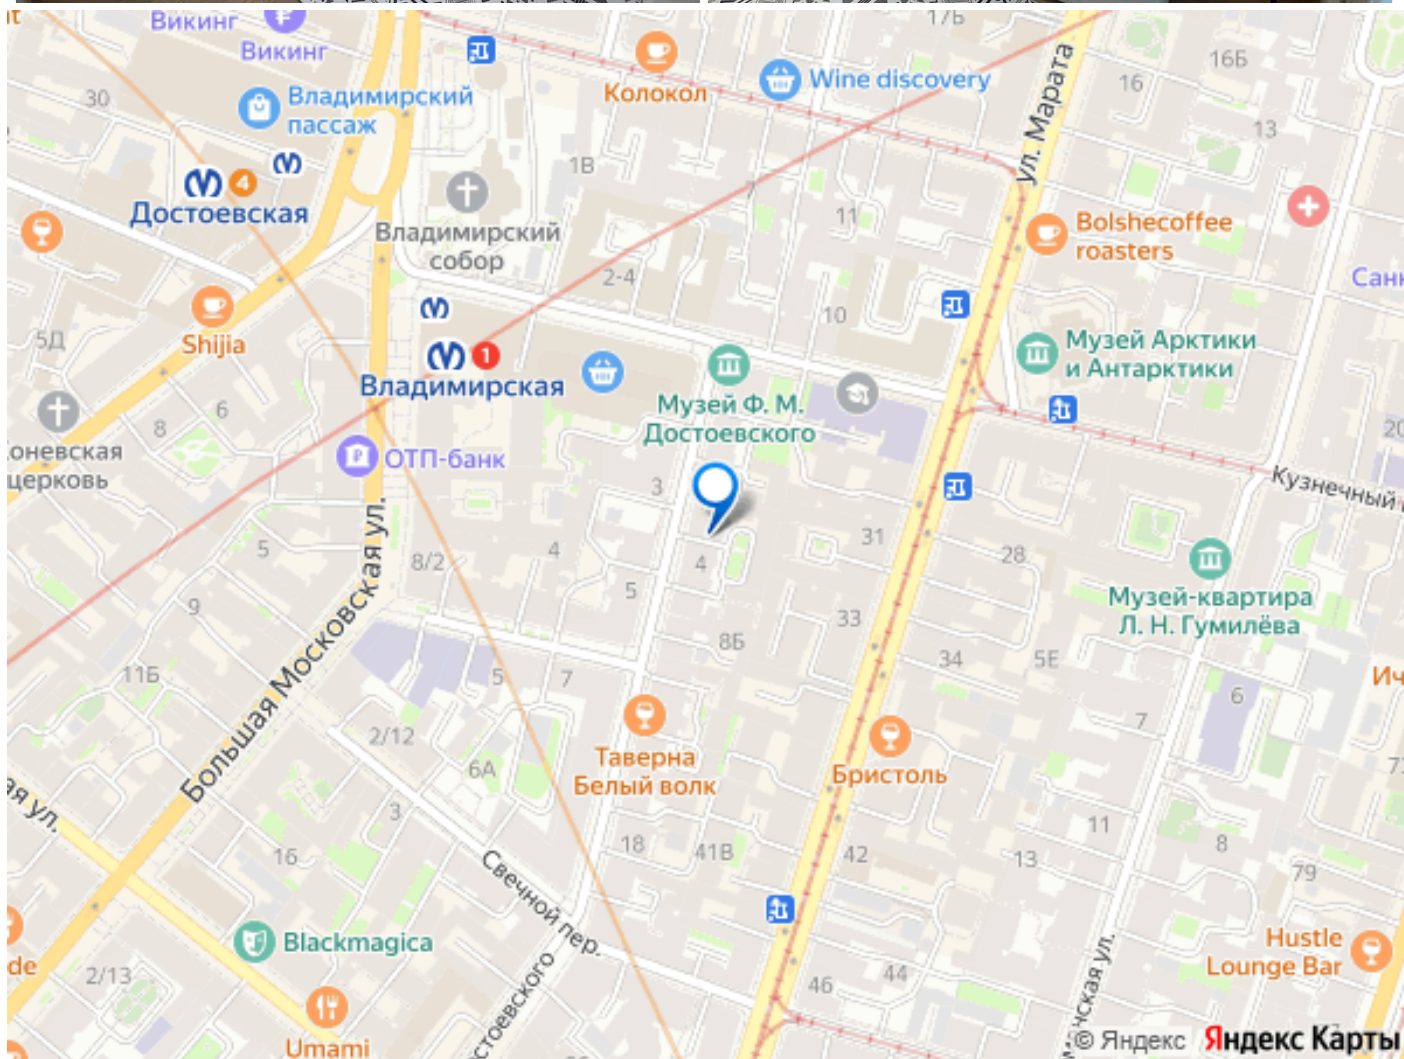 Викинг
Викинг
17Б
16Б
Колокол
Wine discovery
16
30
Владимирский
пассаж
ул. Марата
13
1В
4
Достоевская
7
11
Bolshecoffee
roasters
Владимирский
собор
2-4
10
5Д
Shijia
1
Владимирская
Музей Арктики
и Антарктики
Музей Ф. М.
Достоевского
6
8
ОТП-банк
3
Кузнечный
5
8/2
4
4
31
28
5
9
33
Музей-квартира
Л. Н. Гумилёва
8Б
34
5Е
11Б
5
7
6
Большая Московская ул.
2/12
6А
7
Таверна
Белый волк
Бристоль
3
11
16
18
41В
42
13
8
79
Свечной пер.
Blackmagica
Hustle
Lounge Bar
2/13
46
44
Umami
© Яндекс
Яндекс Карты